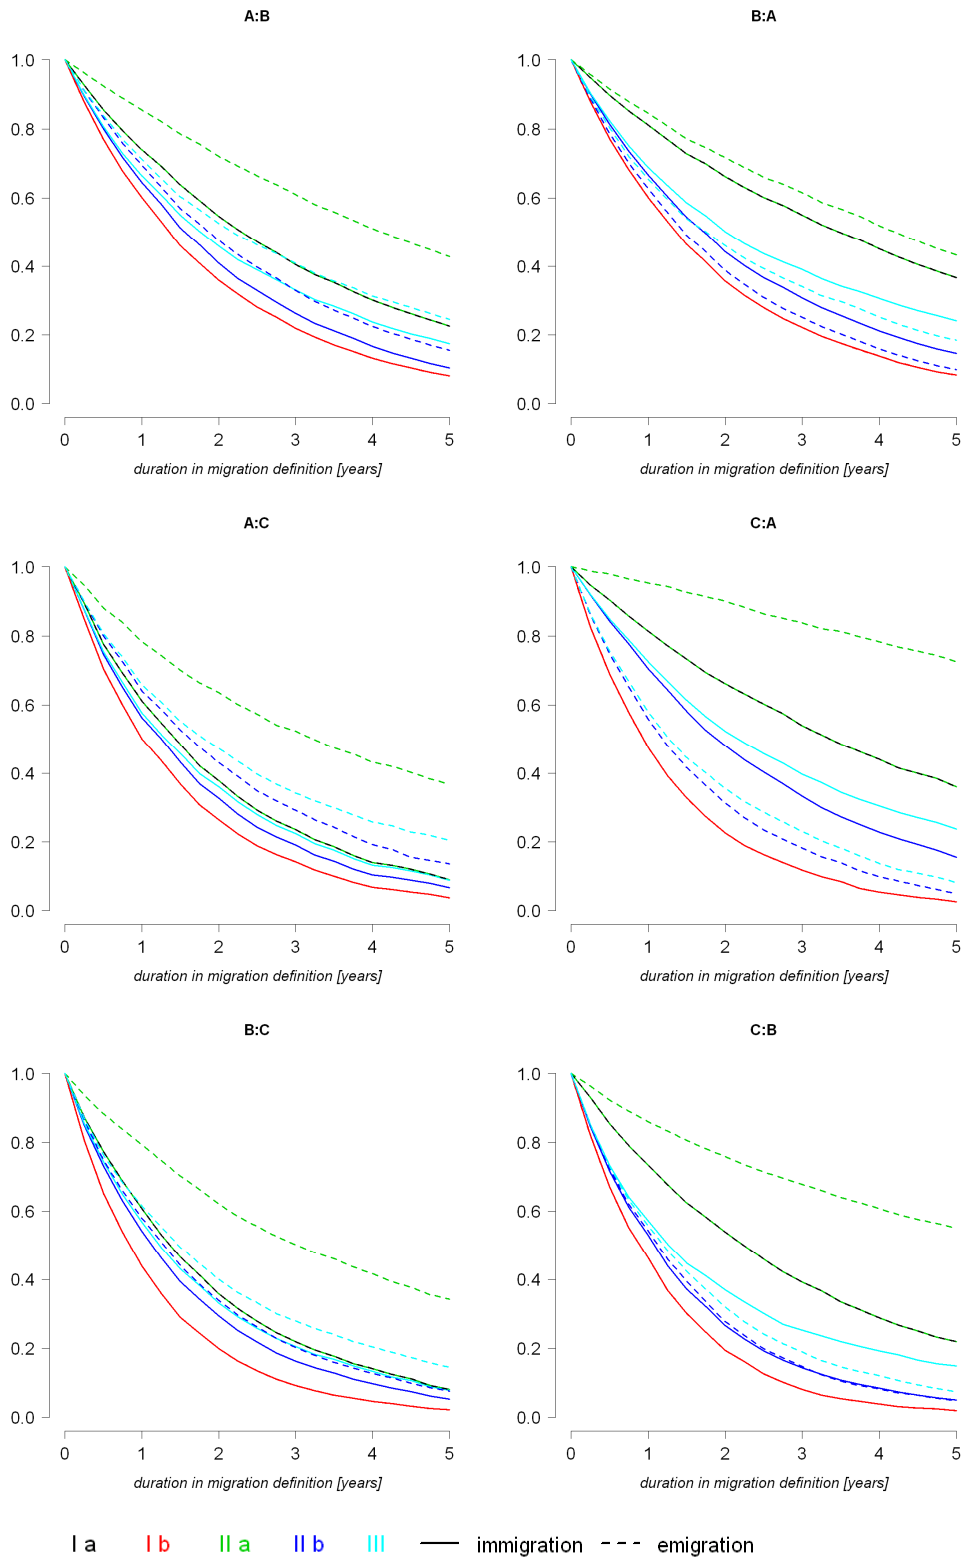 A:B
B:A
1.0
0.8
0.6
0.4
0.2
0.0
0 1 2 3 4 5
duration in migration definition [years]
1.0
0.8
0.6
0.4
0.2
0.0
0 1 2 3 4 5
duration in migration definition [years]
A:C
C:A
1.0
0.8
0.6
0.4
0.2
0.0
0 1 2 3 4 5
duration in migration definition [years]
1.0
0.8
0.6
0.4
0.2
0.0
0 1 2 3 4 5
duration in migration definition [years]
B:C
C:B
1.0
0.8
0.6
0.4
0.2
0.0
0 1 2 3 4 5
duration in migration definition [years]
1.0
0.8
0.6
0.4
0.2
0.0
0 1 2 3 4 5
duration in migration definition [years]
I a I b II a II b III immigration emigration